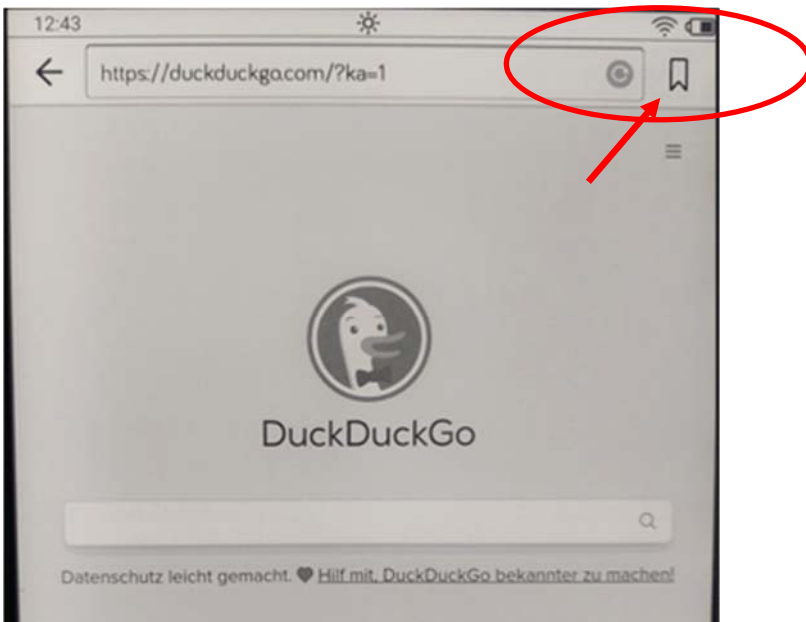 12:43
https://duckduckgo.com/?ka=1
DuckDuckGo
Datenschutz leicht gemacht. Hilf mit, DuckDuckGo bekannter zu machen!